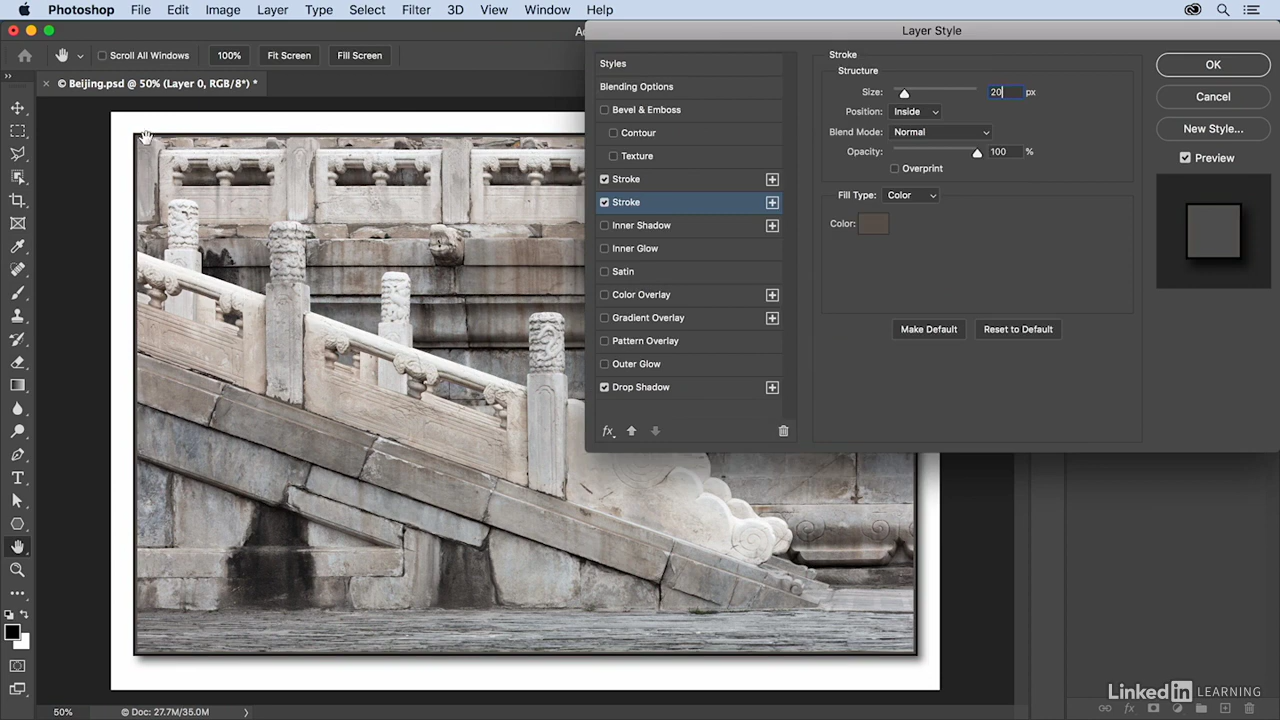 Photoshop File Edit Image Layer Type Select Filter 3D View Window Help
Layer Style
Scroll All Windows 100% Fit Screen Fill Screen
© Beijing.psd @ 50% (Layer 0, RGB/8*) *
Styles
Blending Options
Bevel & Emboss
Contour
Texture
Stroke
Stroke
Inner Shadow
Inner Glow
Satin
Color Overlay
Gradient Overlay
Pattern Overlay
Outer Glow
Drop Shadow
fx
Stroke
Structure
Size: 20 px
Position: Inside
Blend Mode: Normal
Opacity: 100 %
Overprint
Fill Type: Color
Color:
Make Default Reset to Default
OK
Cancel
New Style...
Preview
50% © Doc: 27.7M/35.0M
LinkedIn LEARNING
fx